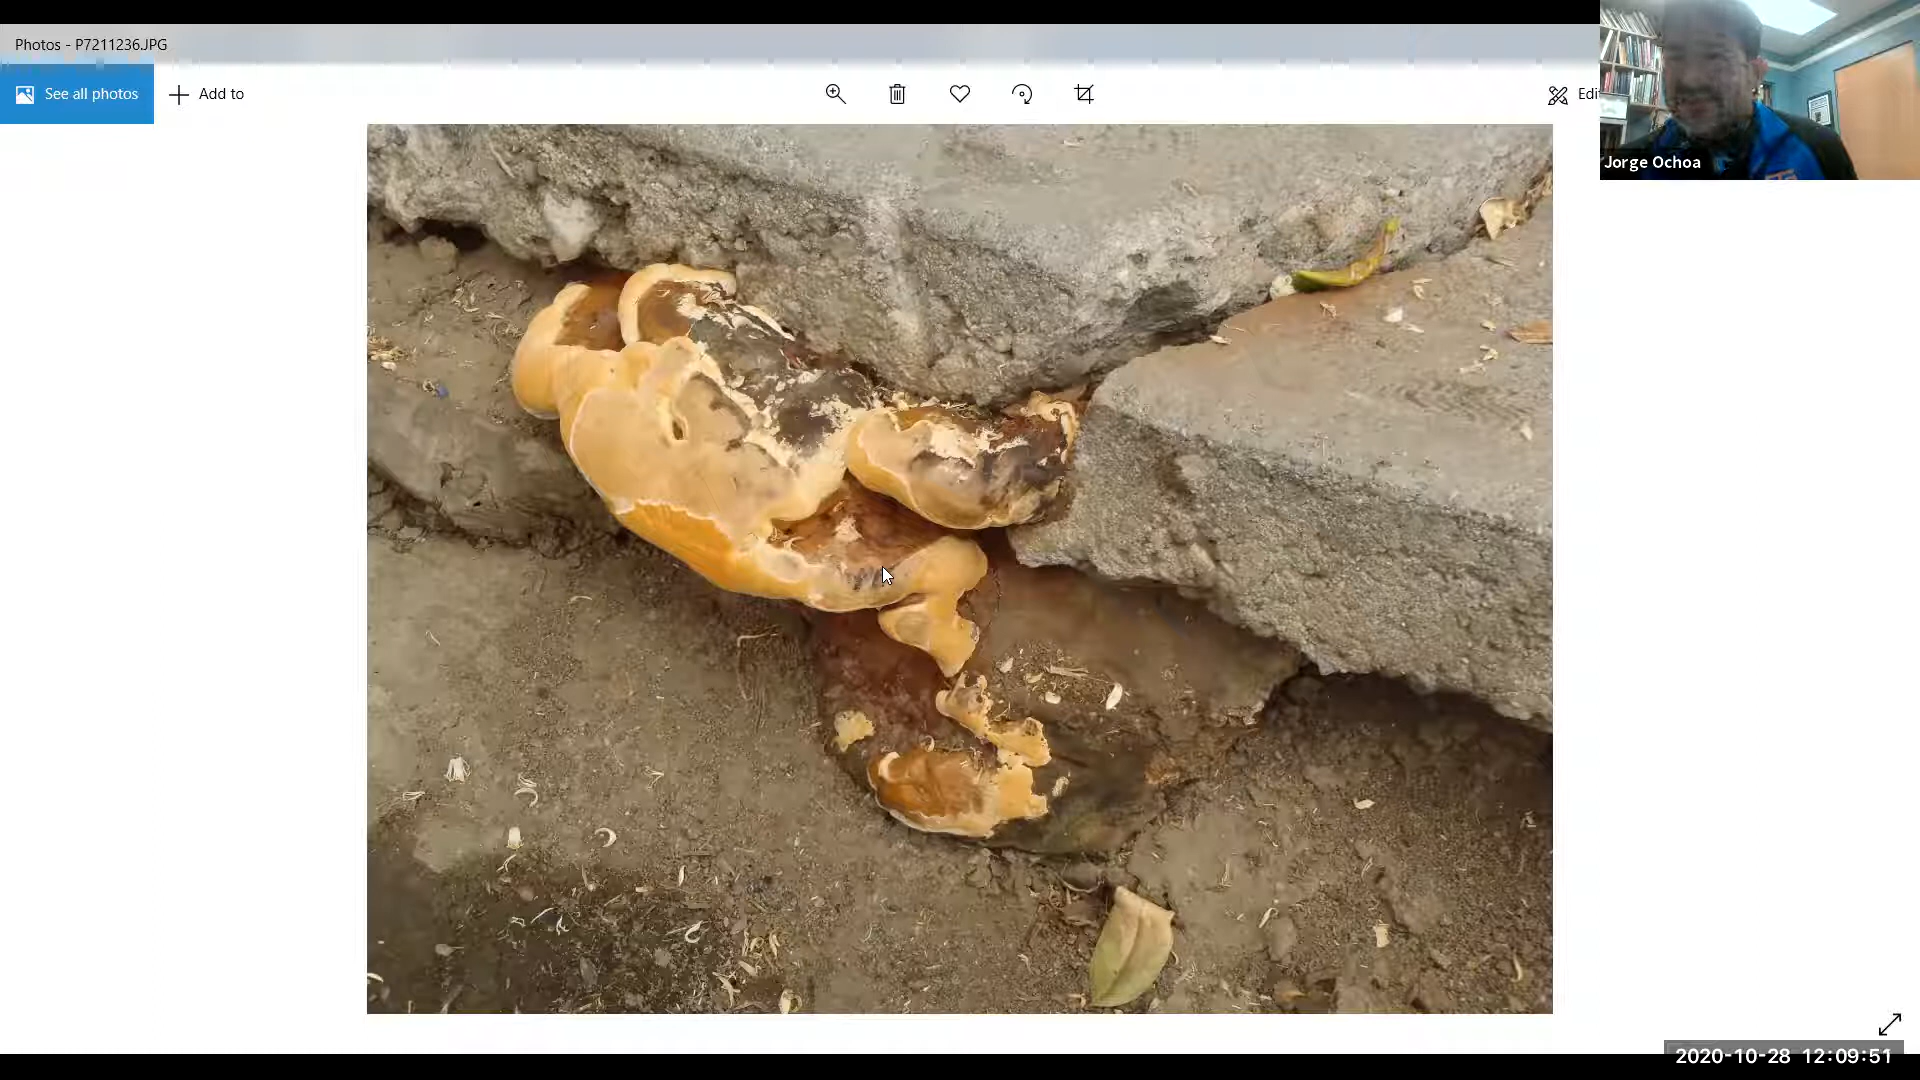 Photos - P7211236.JPG
See all photos
Add to
Edi
Jorge Ochoa
2020-10-28 12:09:51